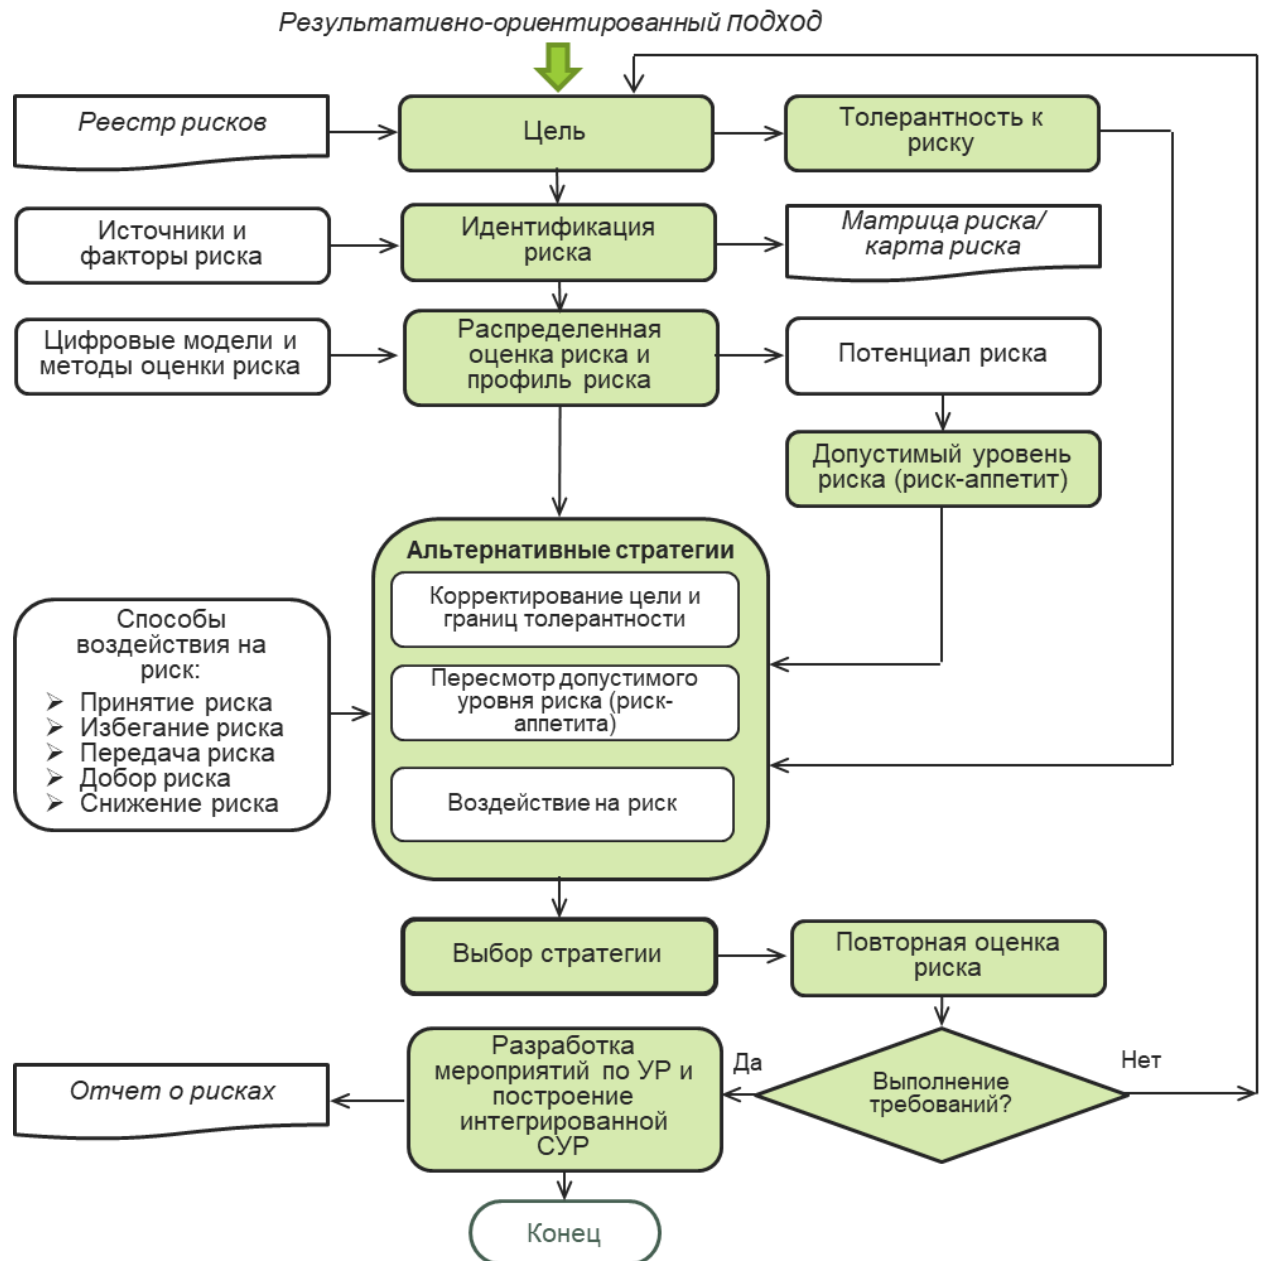 Результативно-ориентированный подход
Реестр рисков
Цель
Толерантность к
риску
Источники и
факторы риска
Идентификация
риска
Матрица риска/
карта риска
Цифровые модели и
методы оценки риска
Распределенная
оценка риска и
профиль риска
Потенциал риска
Допустимый уровень
риска (риск-аппетит)
Альтернативные стратегии
Корректирование цели и
границ толерантности
Пересмотр допустимого
уровня риска (риск-
аппетита)
Воздействие на риск
Способы
воздействия на
риск:
➢ Принятие риска
➢ Избегание риска
➢ Передача риска
➢ Добор риска
➢ Снижение риска
Выбор стратегии
Повторная оценка
риска
Выполнение
требований?
Да
Нет
Разработка
мероприятий по УР и
построение
интегрированной
СУР
Отчет о рисках
Конец